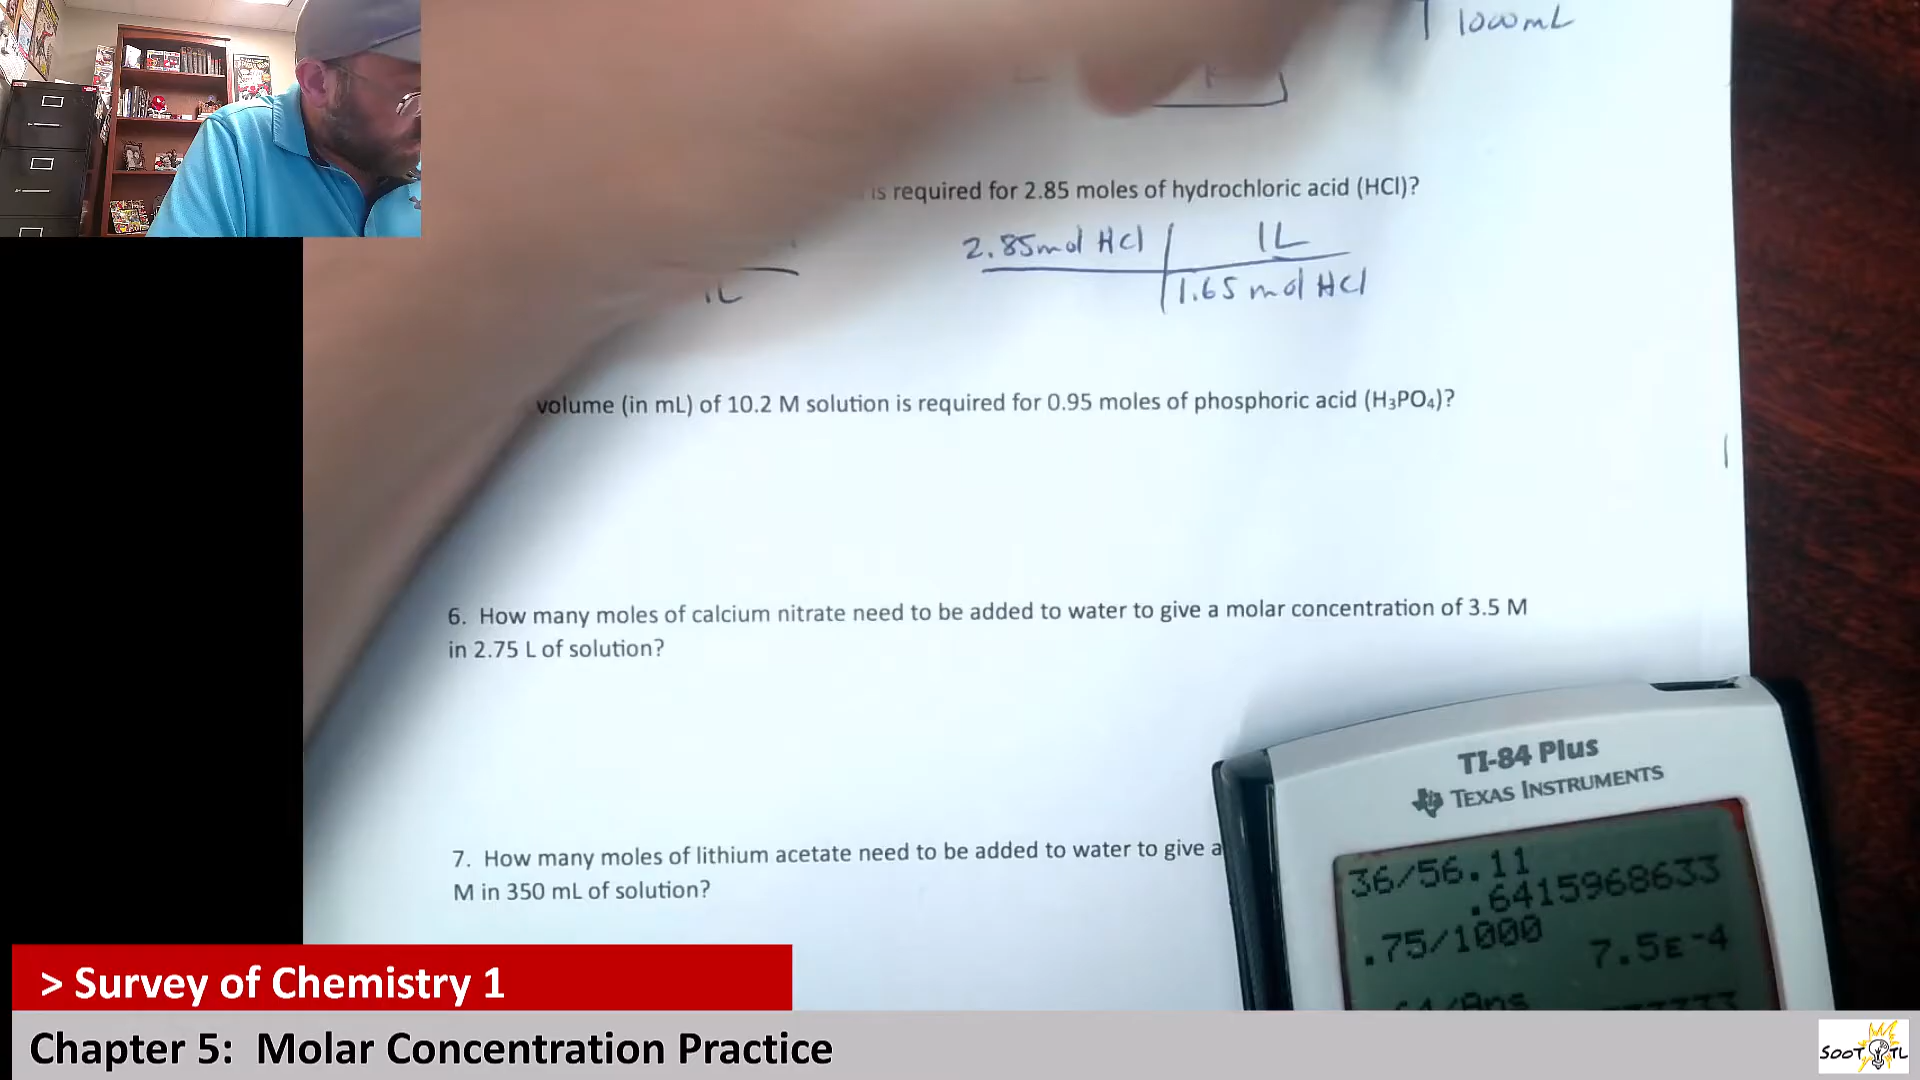 1000mL
is required for 2.85 moles of hydrochloric acid (HCl)?
2.85mol HCl 1L
1L 1.65 mol HCl
volume (in mL) of 10.2 M solution is required for 0.95 moles of phosphoric acid (H₃PO₄)?
6. How many moles of calcium nitrate need to be added to water to give a molar concentration of 3.5 M
in 2.75 L of solution?
TI-84 Plus
TEXAS INSTRUMENTS
7. How many moles of lithium acetate need to be added to water to give a
M in 350 mL of solution?
36/56.11
.6415968633
.75/1000
7.5E-4
> Survey of Chemistry 1
Chapter 5: Molar Concentration Practice
SOOTTL